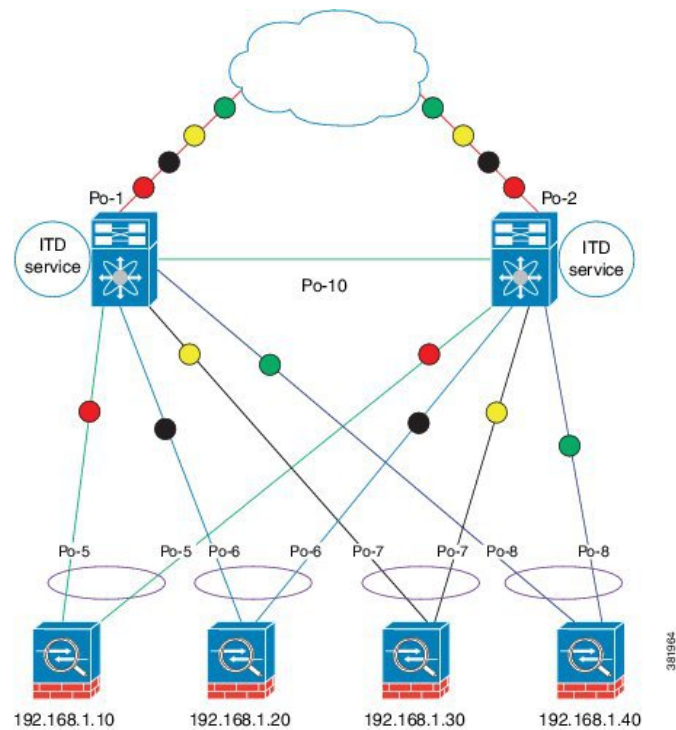 Po-1
Po-2
ITD
service
ITD
service
Po-10
Po-5
Po-5
Po-6
Po-6
Po-7
Po-7
Po-8
Po-8
192.168.1.10
192.168.1.20
192.168.1.30
192.168.1.40
381964